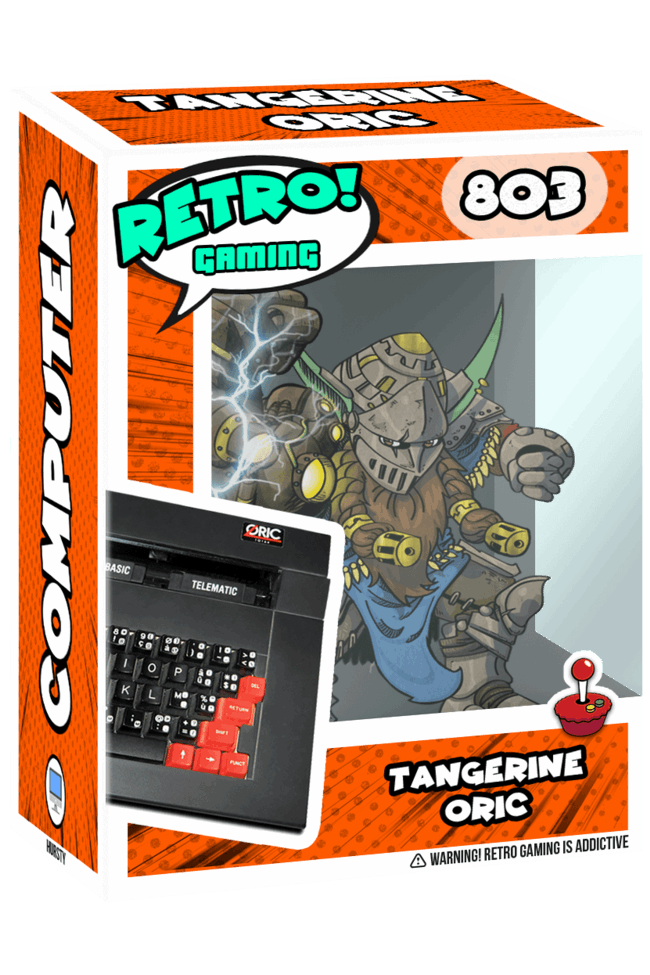 TANGERINE
ORIC
RETRO!
GAMING
803
COMPUTER
ORIC
BASIC
TELEMATIC
I O P
K L M
DEL
RETURN
SHIFT
FUNCT
TANGERINE
ORIC
WARNING! RETRO GAMING IS ADDICTIVE
HURSTY